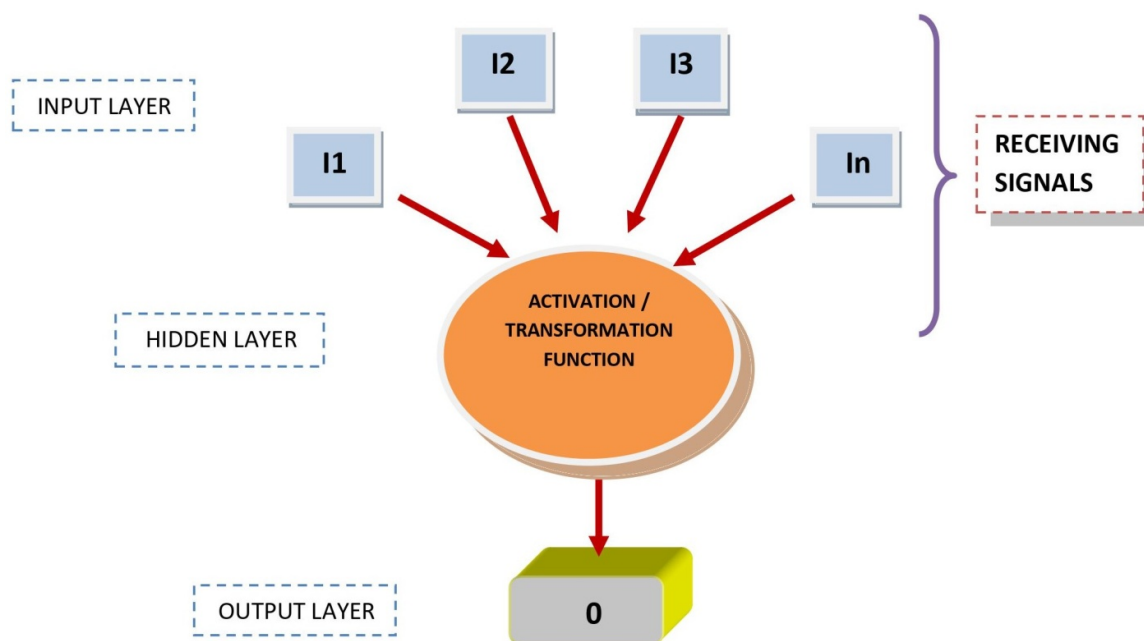 I2
I3
INPUT LAYER
I1
In
RECEIVING
SIGNALS
ACTIVATION /
TRANSFORMATION
FUNCTION
HIDDEN LAYER
OUTPUT LAYER
0